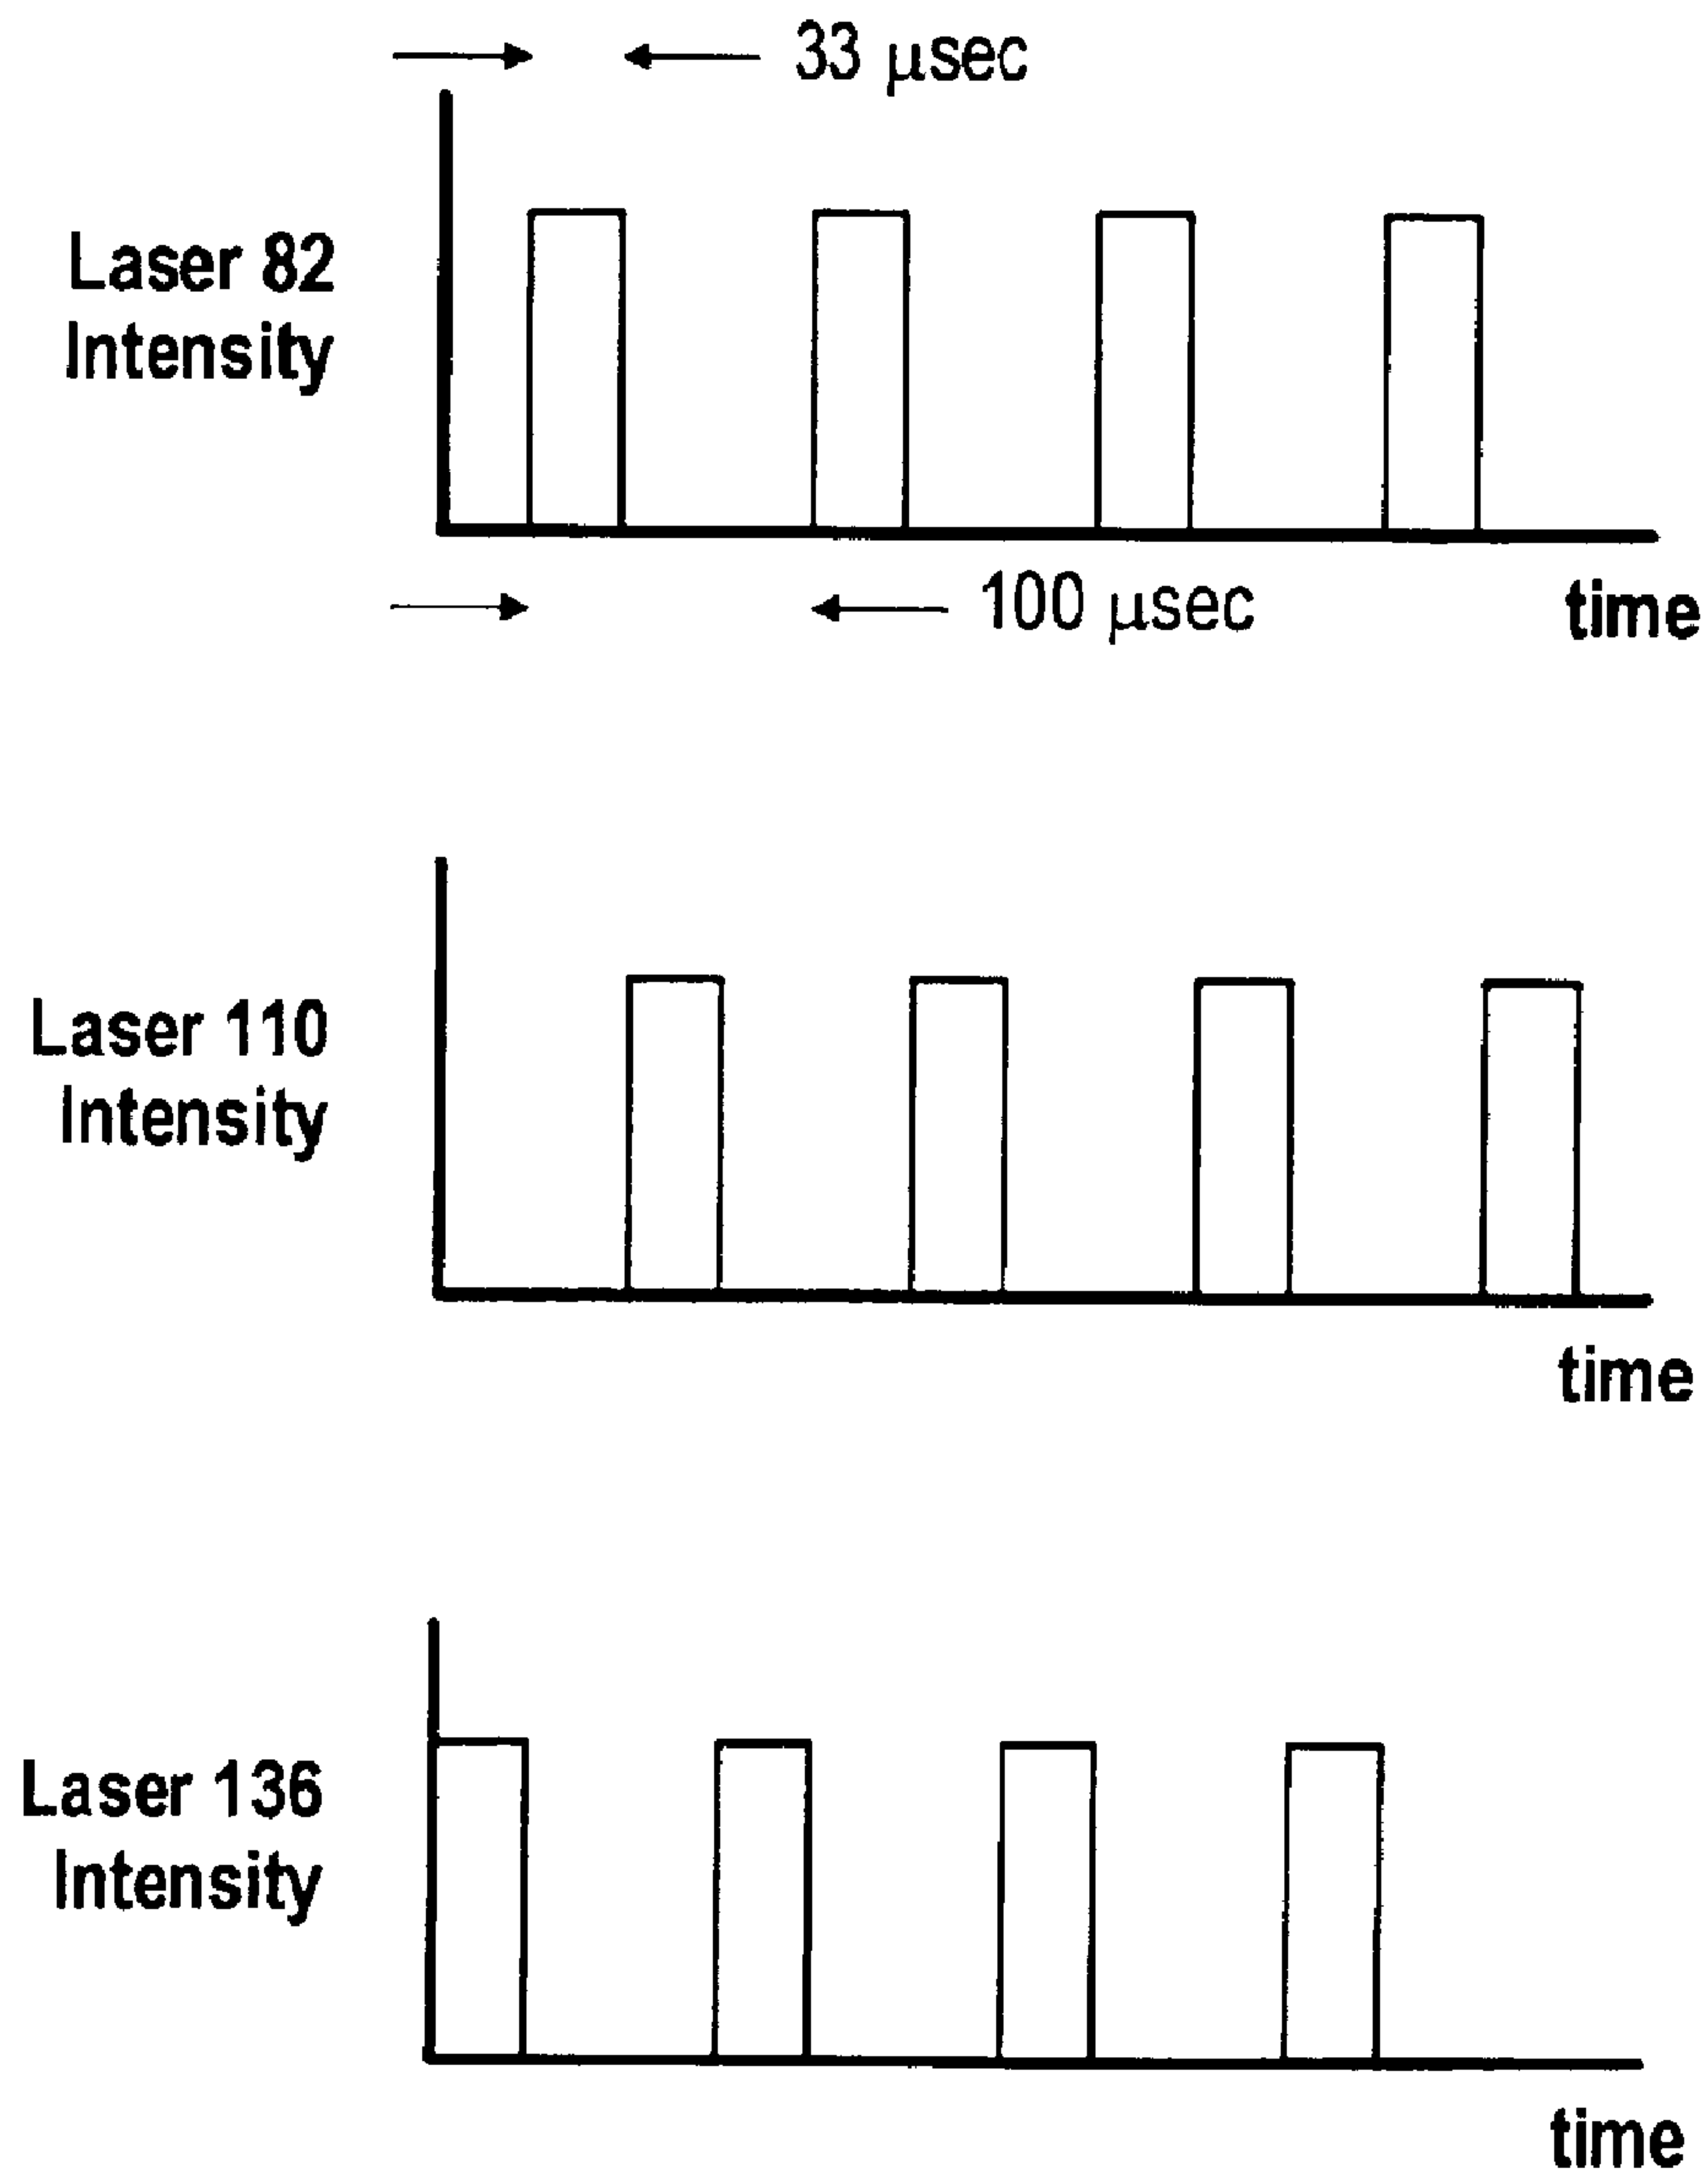 33 μsec
Laser 82
Intensity
100 μsec
time
Laser 110
Intensity
time
Laser 136
Intensity
time